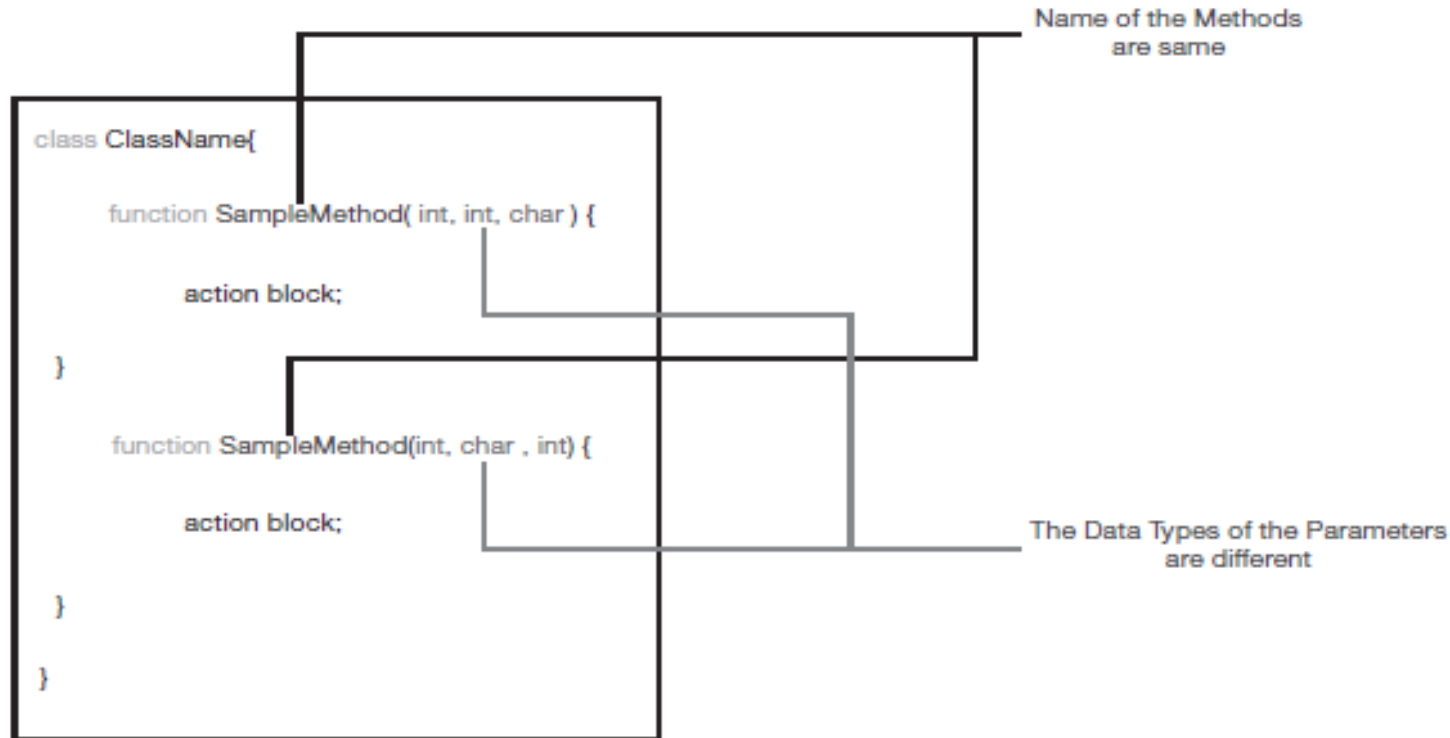 Name of the Methods
are same
class ClassName{
function SampleMethod( int, int, char ) {
action block;
}
function SampleMethod(int, char , int) {
action block;
The Data Types of the Parameters
are different
}
}